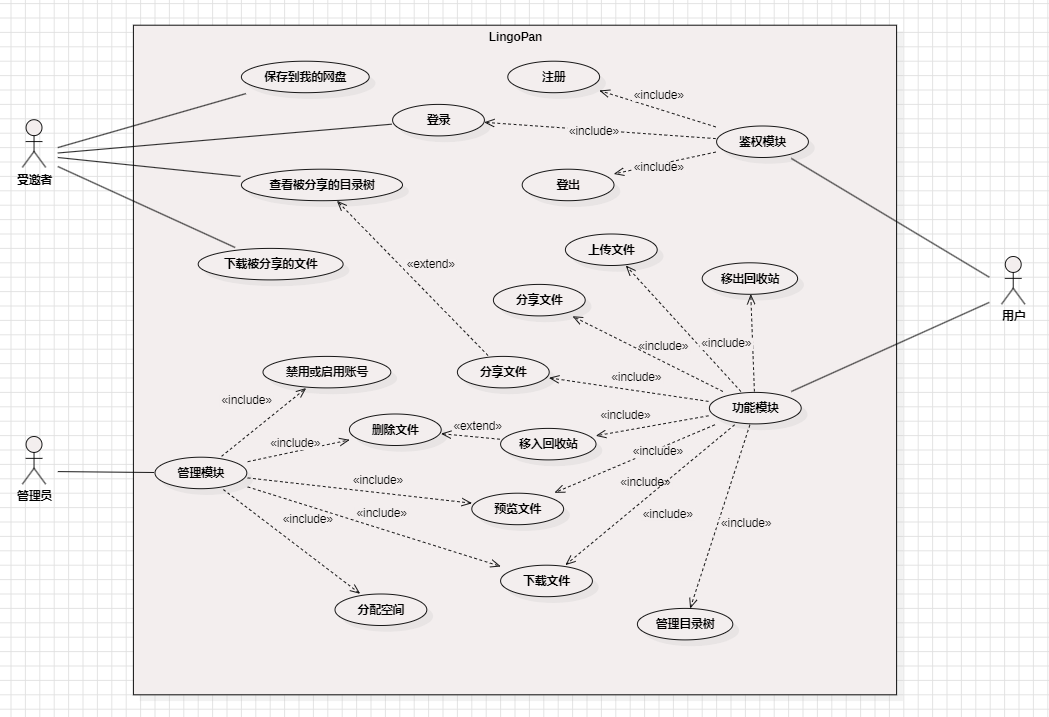 LingoPan
保存到我的网盘
注册
«include»
登录
«include»
鉴权模块
受邀者
查看被分享的目录树
登出
«include»
下载被分享的文件
«extend»
上传文件
移出回收站
分享文件
用户
«include»
«include»
禁用或启用账号
分享文件
«include»
«include»
功能模块
删除文件
«extend»
移入回收站
«include»
«include»
«include»
管理员
管理模块
«include»
«include»
预览文件
«include»
«include»
«include»
«include»
下载文件
分配空间
管理目录树